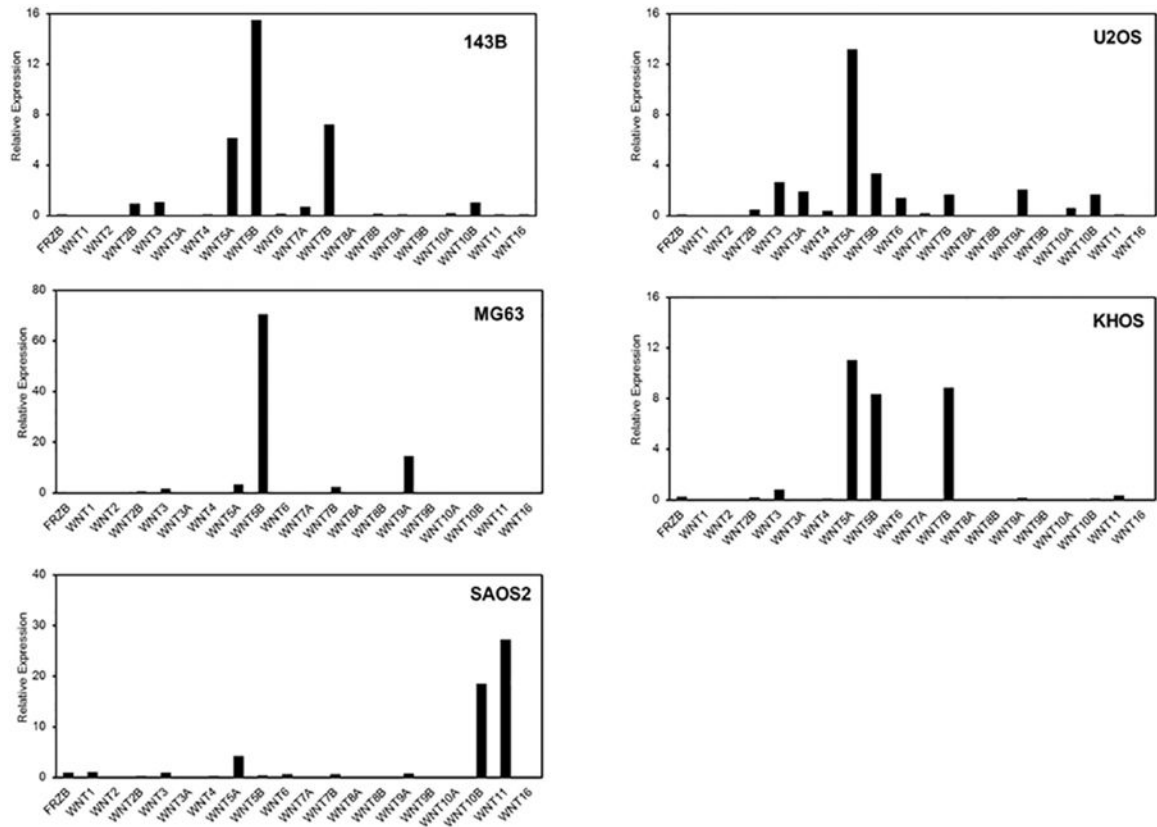 143B
Relative Expression
16
12
8
4
0
FRZB WNT1 WNT2 WNT2B WNT3 WNT3A WNT4 WNT5A WNT5B WNT6 WNT7A WNT7B WNT8A WNT8B WNT9A WNT9B WNT10A WNT10B WNT11 WNT16
U2OS
Relative Expression
16
12
8
4
0
FRZB WNT1 WNT2 WNT2B WNT3 WNT3A WNT4 WNT5A WNT5B WNT6 WNT7A WNT7B WNT8A WNT8B WNT9A WNT9B WNT10A WNT10B WNT11 WNT16
MG63
Relative Expression
80
60
40
20
0
FRZB WNT1 WNT2 WNT2B WNT3 WNT3A WNT4 WNT5A WNT5B WNT6 WNT7A WNT7B WNT8A WNT8B WNT9A WNT9B WNT10A WNT10B WNT11 WNT16
KHOS
Relative Expression
16
12
8
4
0
FRZB WNT1 WNT2 WNT2B WNT3 WNT3A WNT4 WNT5A WNT5B WNT6 WNT7A WNT7B WNT8A WNT8B WNT9A WNT9B WNT10A WNT10B WNT11 WNT16
SAOS2
Relative Expression
40
30
20
10
0
FRZB WNT1 WNT2 WNT2B WNT3 WNT3A WNT4 WNT5A WNT5B WNT6 WNT7A WNT7B WNT8A WNT8B WNT9A WNT9B WNT10A WNT10B WNT11 WNT16